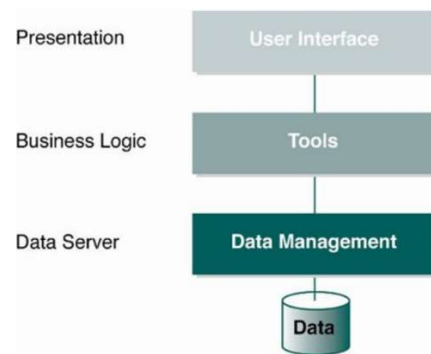 Presentation
User Interface
Business Logic
Tools
Data Server
Data Management
Data